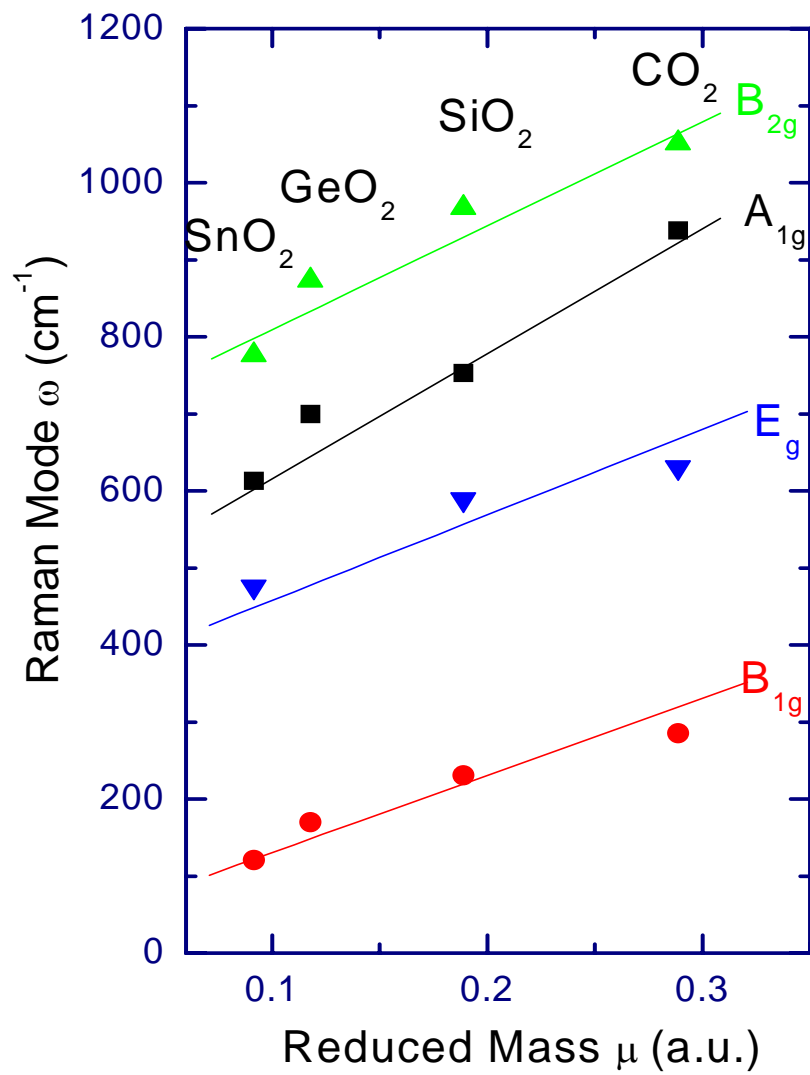 1200
1000
800
600
400
200
0
Raman Mode ω (cm⁻¹)
CO₂
SiO₂
GeO₂
SnO₂
B₂g
A₁g
Eg
B₁g
0.1 0.2 0.3
Reduced Mass μ (a.u.)